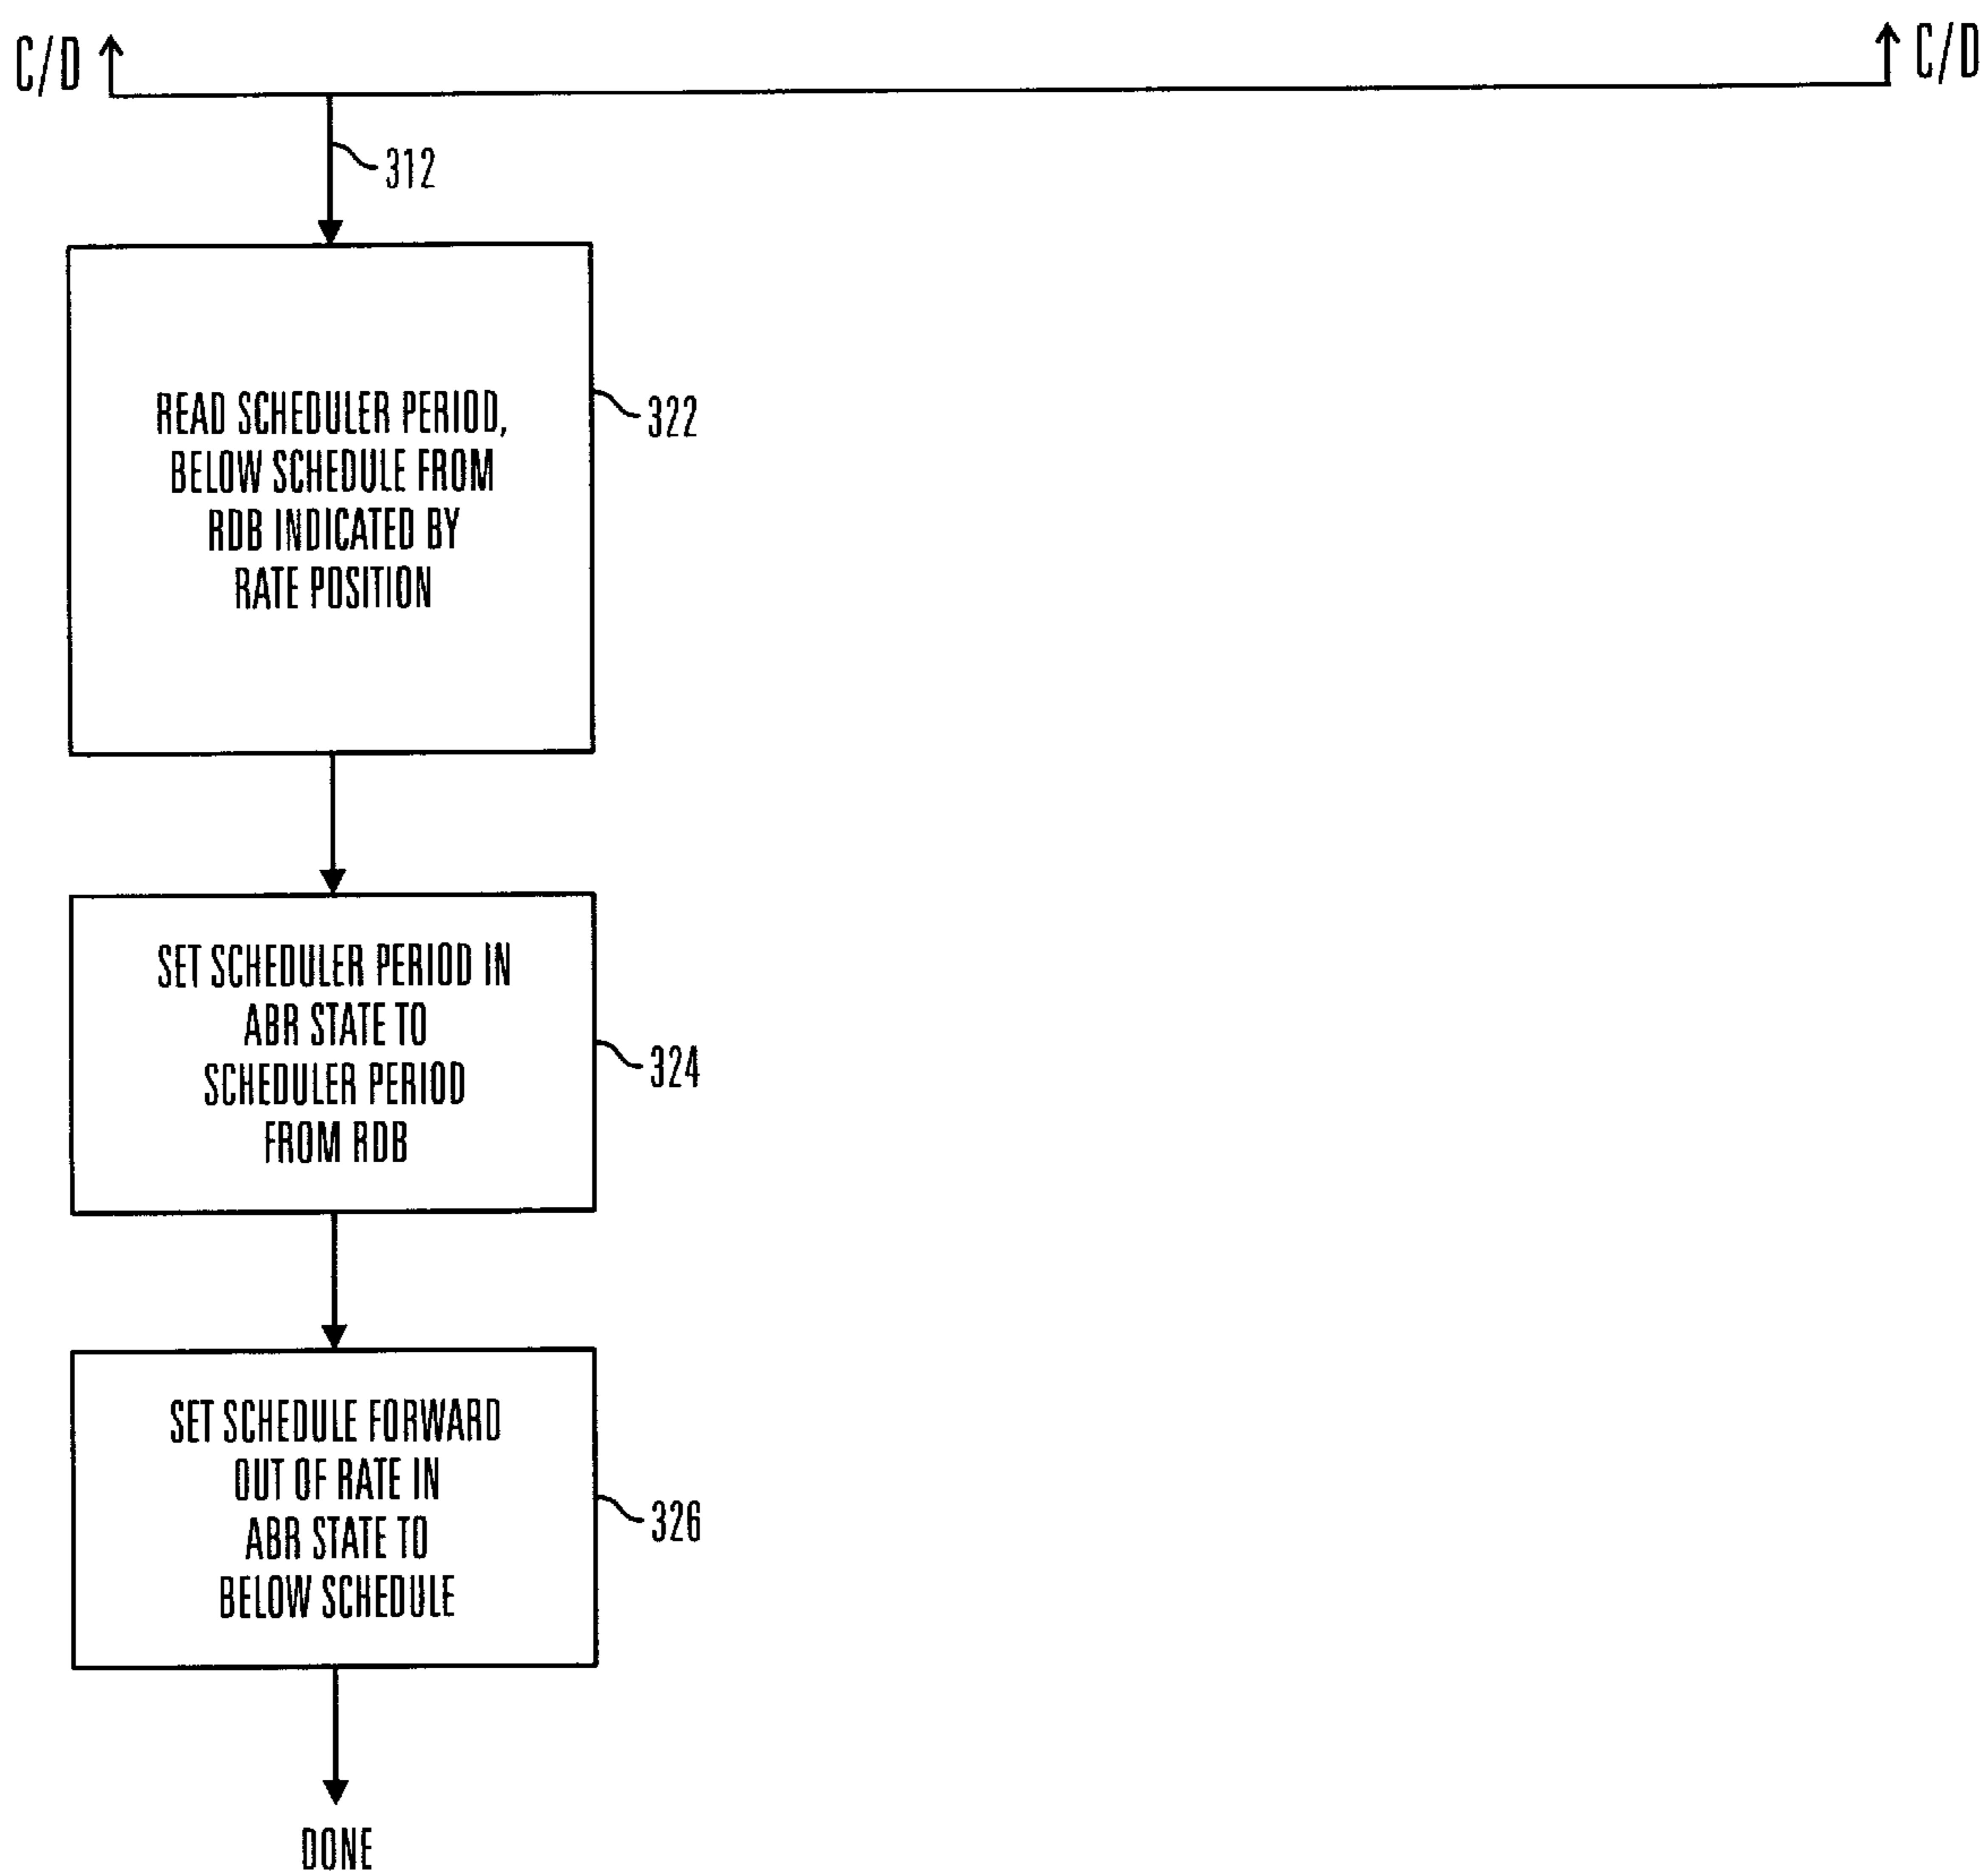 C/D
C/D
312
READ SCHEDULER PERIOD,
BELOW SCHEDULE FROM
RDB INDICATED BY
RATE POSITION
322
SET SCHEDULER PERIOD IN
ABR STATE TO
SCHEDULER PERIOD
FROM RDB
324
SET SCHEDULE FORWARD
OUT OF RATE IN
ABR STATE TO
BELOW SCHEDULE
326
DONE